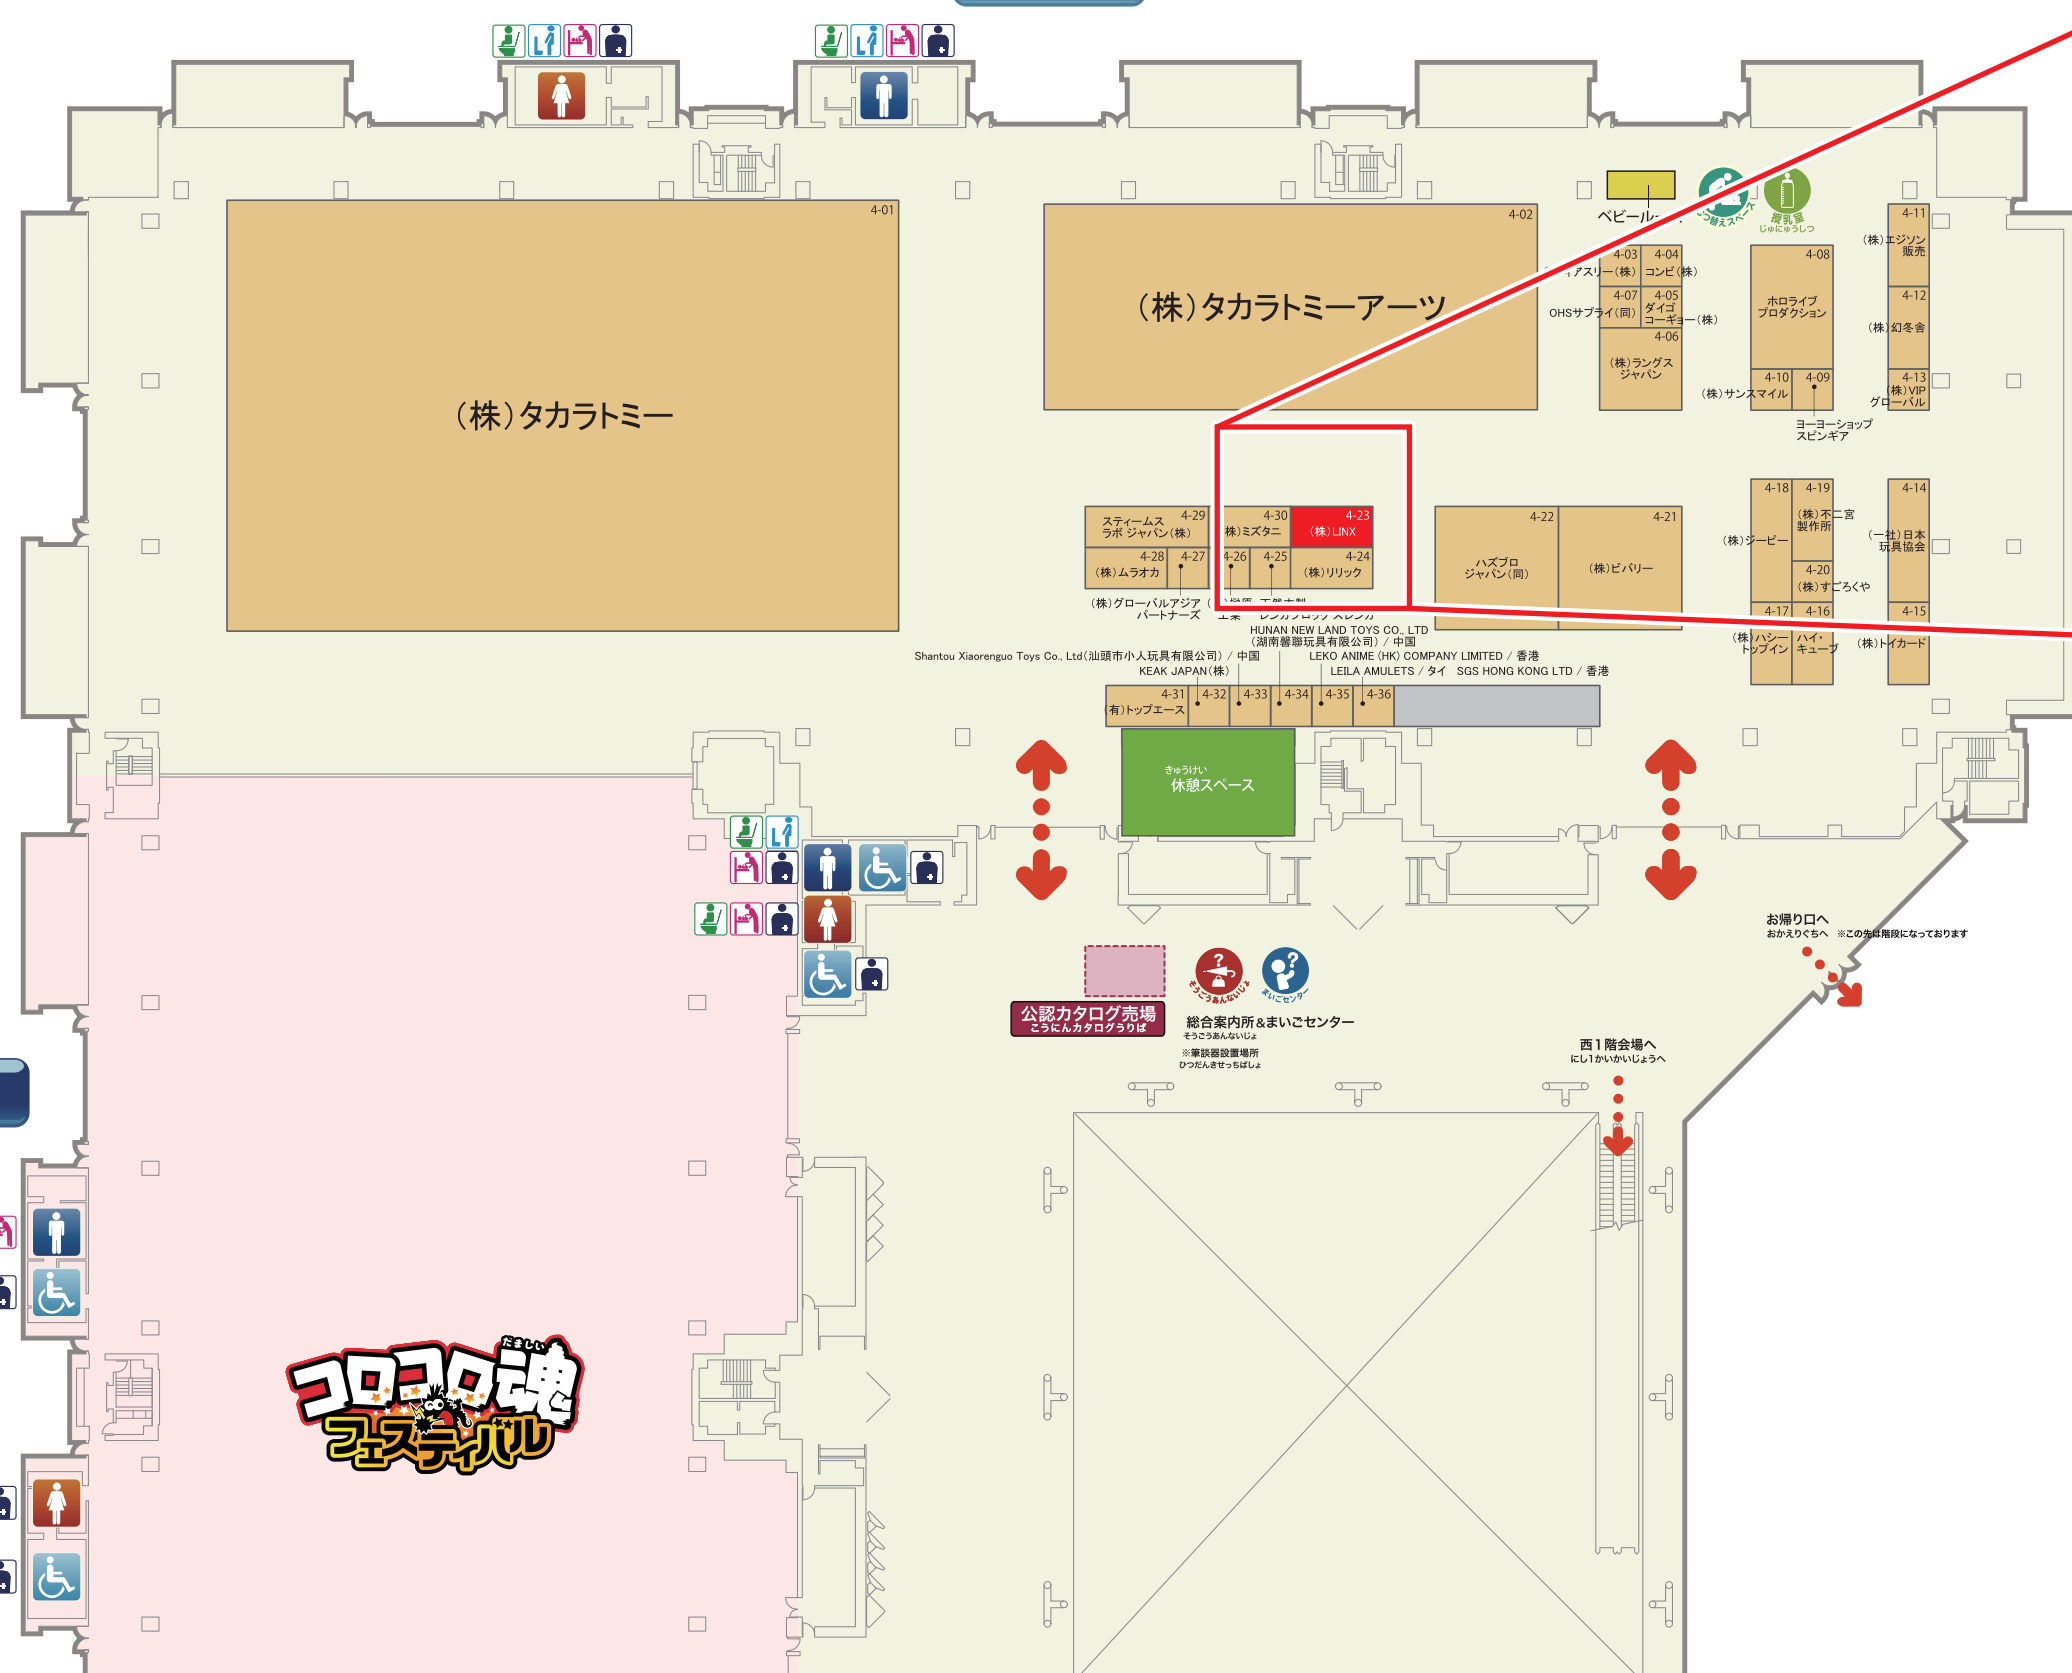 4-01
(株)タカラトミー
4-02
(株)タカラトミーアーツ
授乳室
じゅにゅうしつ
4-03
アスリー(株)
4-04
コンビ(株)
4-07
OHSサプライ(同)
4-05
ダイゴ
コーギョー(株)
4-06
(株)ラングス
ジャパン
4-08
ホロライブ
プロダクション
4-10
(株)サンスマイル
4-09
ヨーヨーショップ
スピンギア
4-11
(株)エジソン
販売
4-12
(株)幻冬舎
4-13
(株)VIP
グローバル
4-29
スティームス
ラボ ジャパン(株)
4-30
株)ミズタニ
4-23
(株)LINX
4-28
(株)ムラオカ
4-27
(株)グローバルアジア
パートナーズ
4-26
4-25
4-24
(株)リリック
4-22
ハズブロ
ジャパン(同)
4-21
(株)ビバリー
4-18
(株)ジーピー
4-19
(株)不二宮
製作所
4-20
(株)すごろくや
4-17
(株)ハシー
トップイン
4-16
ハイ・
キューブ
4-14
(一社)日本
玩具協会
4-15
(株)トイカード
HUNAN NEW LAND TOYS CO., LTD
(湖南馨聯玩具有限公司) / 中国
Shantou Xiaorenguo Toys Co., Ltd(汕頭市小人玩具有限公司) / 中国
LEKO ANIME (HK) COMPANY LIMITED / 香港
KEAK JAPAN(株)
LEILA AMULETS / タイ
SGS HONG KONG LTD / 香港
4-31
(有)トップエース
4-32
4-33
4-34
4-35
4-36
きゅうけい
休憩スペース
お帰り口へ
おかえりぐちへ ※この先は階段になっております
公認カタログ売場
こうにんカタログうりば
そうごうあんないじょ
まいごセンター
総合案内所&まいごセンター
そうごうあんないじょ
※筆談器設置場所
ひつだんきせっちばしょ
西1階会場へ
にし1かいかいじょうへ
たましい
コロコロ魂
フェスティバル